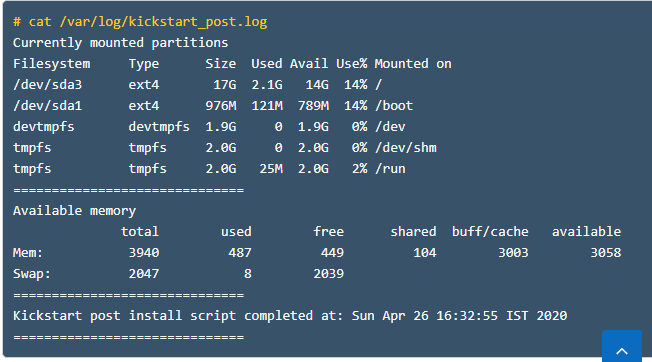 # cat /var/log/kickstart_post.log
Currently mounted partitions
Filesystem     Type      Size  Used Avail Use% Mounted on
/dev/sda3      ext4       17G  2.1G   14G  14% /
/dev/sda1      ext4      976M  121M  789M  14% /boot
devtmpfs       devtmpfs  1.9G     0  1.9G   0% /dev
tmpfs          tmpfs     2.0G     0  2.0G   0% /dev/shm
tmpfs          tmpfs     2.0G   25M  2.0G   2% /run
==============================
Available memory
              total        used        free      shared  buff/cache   available
Mem:           3940         487         449         104        3003        3058
Swap:          2047           8        2039
==============================
Kickstart post install script completed at: Sun Apr 26 16:32:55 IST 2020
==============================